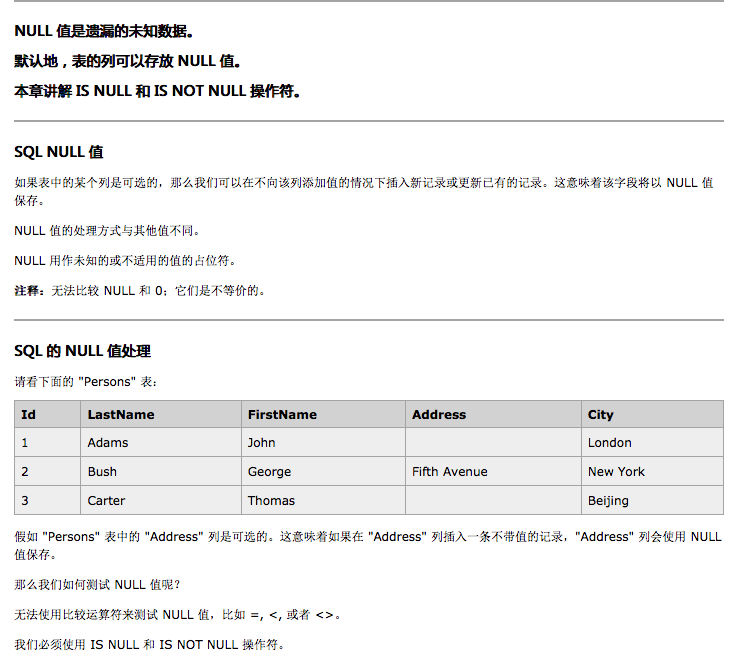 NULL 值是遗漏的未知数据。
默认地，表的列可以存放 NULL 值。
本章讲解 IS NULL 和 IS NOT NULL 操作符。
SQL NULL 值
如果表中的某个列是可选的，那么我们可以在不向该列添加值的情况下插入新记录或更新已有的记录。这意味着该字段将以 NULL 值
保存。
NULL 值的处理方式与其他值不同。
NULL 用作未知的或不适用的值的占位符。
注释：无法比较 NULL 和 0；它们是不等价的。
SQL 的 NULL 值处理
请看下面的 "Persons" 表：
Id LastName FirstName Address City
1 Adams John London
2 Bush George Fifth Avenue New York
3 Carter Thomas Beijing
假如 "Persons" 表中的 "Address" 列是可选的。这意味着如果在 "Address" 列插入一条不带值的记录，"Address" 列会使用 NULL
值保存。
那么我们如何测试 NULL 值呢？
无法使用比较运算符来测试 NULL 值，比如 =, <, 或者 <>。
我们必须使用 IS NULL 和 IS NOT NULL 操作符。